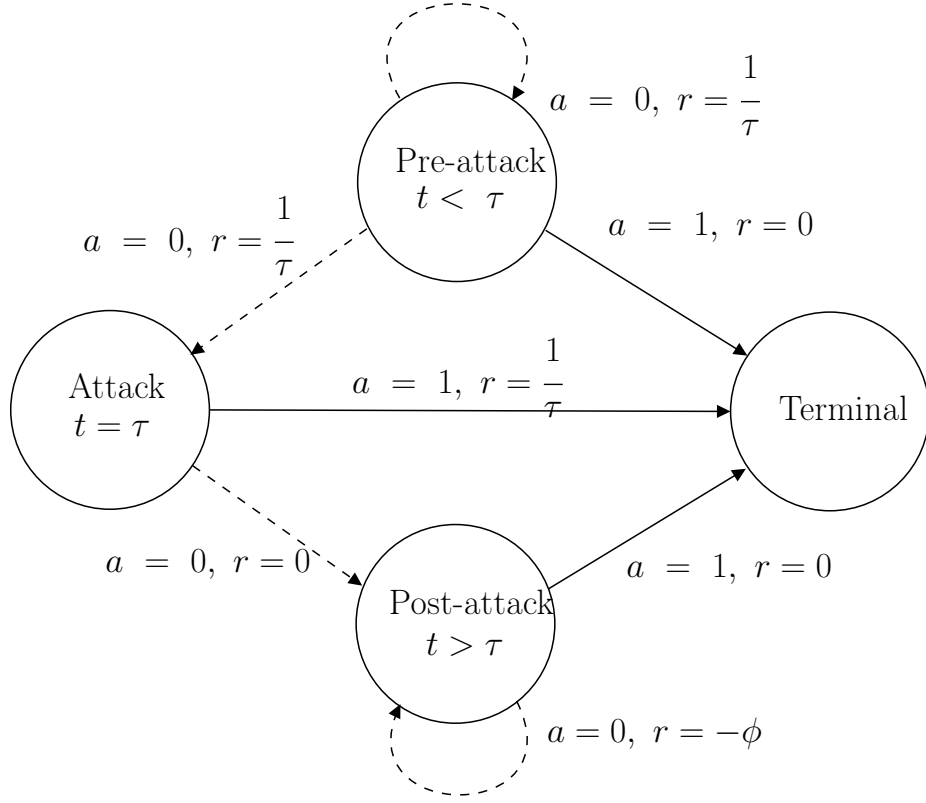 a = 0, r = 1/τ
Pre-attack
t < τ
a = 0, r = 1/τ
a = 1, r = 0
Attack
t = τ
a = 1, r = 1/τ
Terminal
a = 0, r = 0
a = 1, r = 0
Post-attack
t > τ
a = 0, r = −ϕ